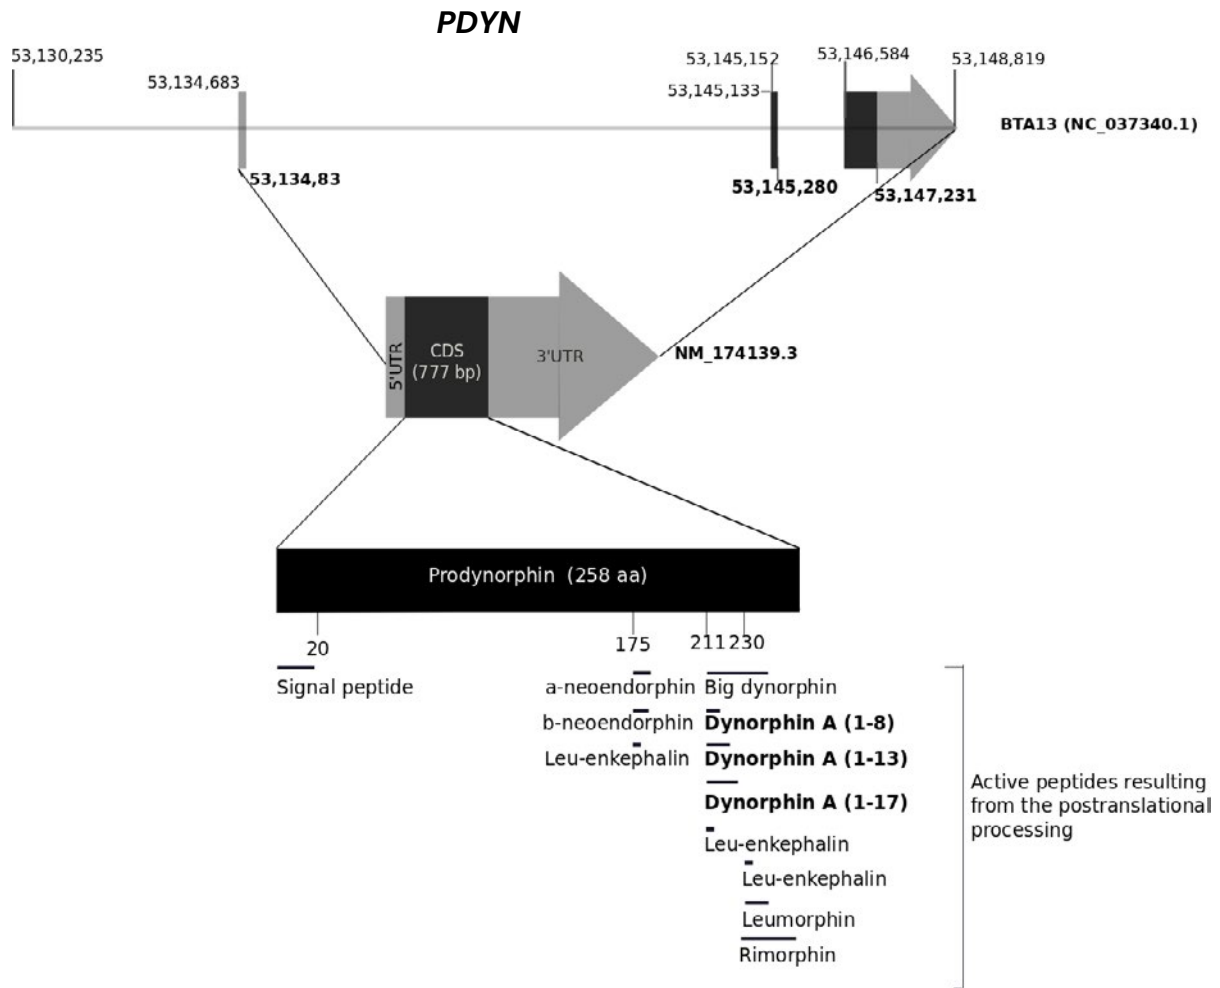 PDYN
53,130,235
53,134,683
53,145,152
53,145,133
53,146,584
53,148,819
BTA13 (NC_037340.1)
53,134,83
53,145,280
53,147,231
5'UTR
CDS
(777 bp)
3'UTR
NM_174139.3
Prodynorphin (258 aa)
20
175
211
230
Signal peptide
a-neoendorphin
Big dynorphin
b-neoendorphin
Dynorphin A (1-8)
Leu-enkephalin
Dynorphin A (1-13)
Dynorphin A (1-17)
Leu-enkephalin
Leu-enkephalin
Leumorphin
Rimorphin
Active peptides resulting
from the postranslational
processing